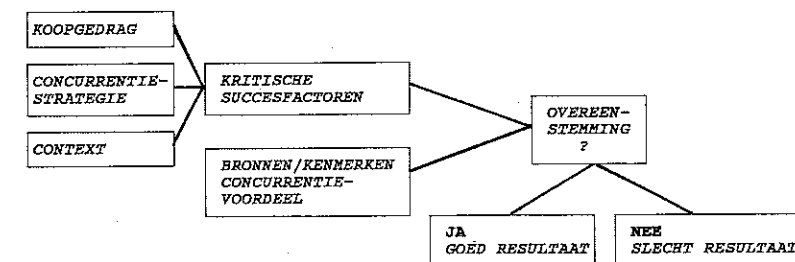 KOOPGEDRAG
CONCURRENTIE-
STRATEGIE
CONTEXT
KRITISCHE
SUCCESFACTOREN
BRONNEN/KENMERKEN
CONCURRENTIE-
VOORDEEL
OVEREEN-
STEMMING
?
JA
GOED RESULTAAT
NEE
SLECHT RESULTAAT